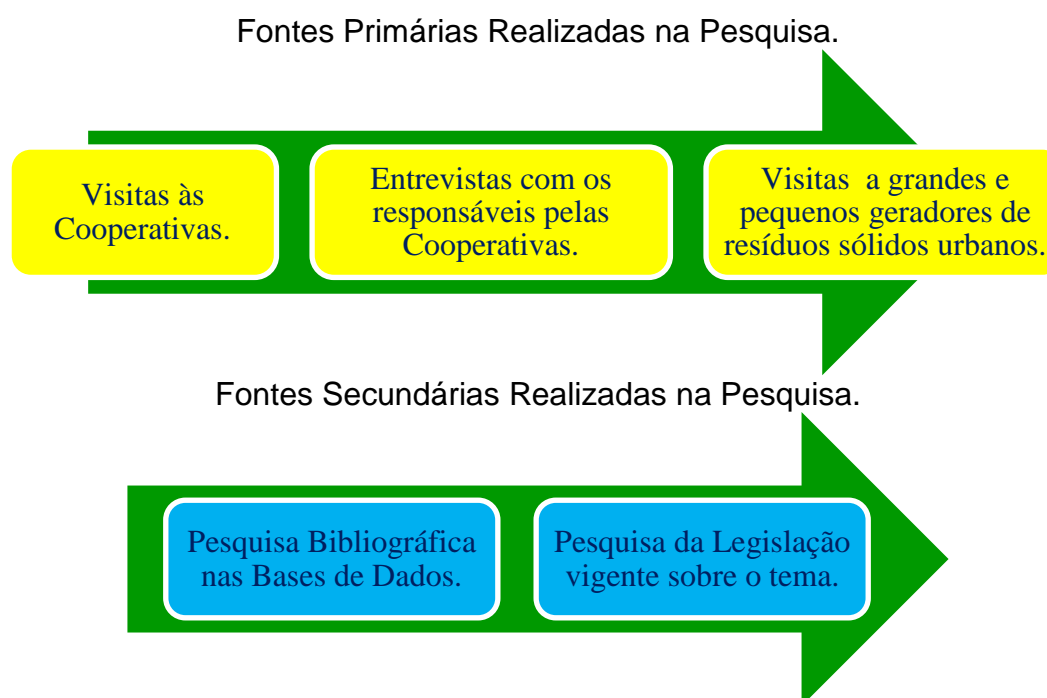 Fontes Primárias Realizadas na Pesquisa.
Visitas às
Cooperativas.
Entrevistas com os
responsáveis pelas
Cooperativas.
Visitas  a grandes e
pequenos geradores de
resíduos sólidos urbanos.
Fontes Secundárias Realizadas na Pesquisa.
Pesquisa Bibliográfica
nas Bases de Dados.
Pesquisa da Legislação
vigente sobre o tema.